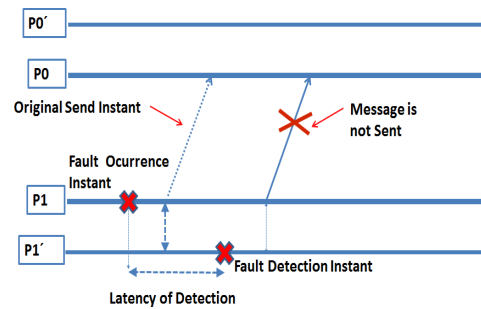 P0´
P0
Original Send Instant
Message is
not Sent
Fault Ocurrence
Instant
P1
P1´
Fault Detection Instant
Latency of Detection